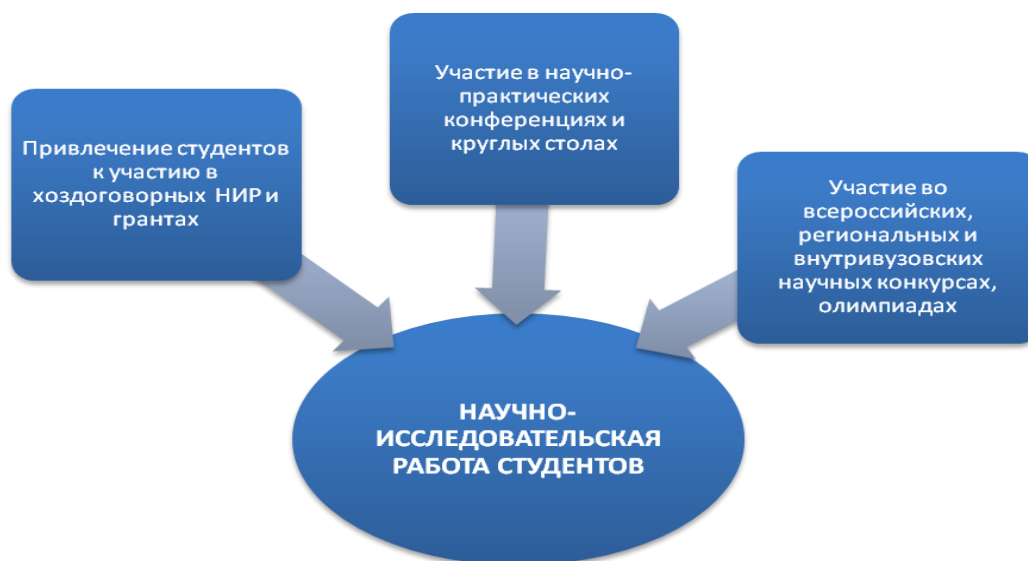 Привлечение студентов
к участию в
хоздоговорных НИР и
грантах
Участие в научно-
практических
конференциях и
круглых столах
Участие во
всероссийских,
региональных и
внутривузовских
научных конкурсах,
олимпиадах
НАУЧНО-
ИССЛЕДОВАТЕЛЬСКАЯ
РАБОТА СТУДЕНТОВ